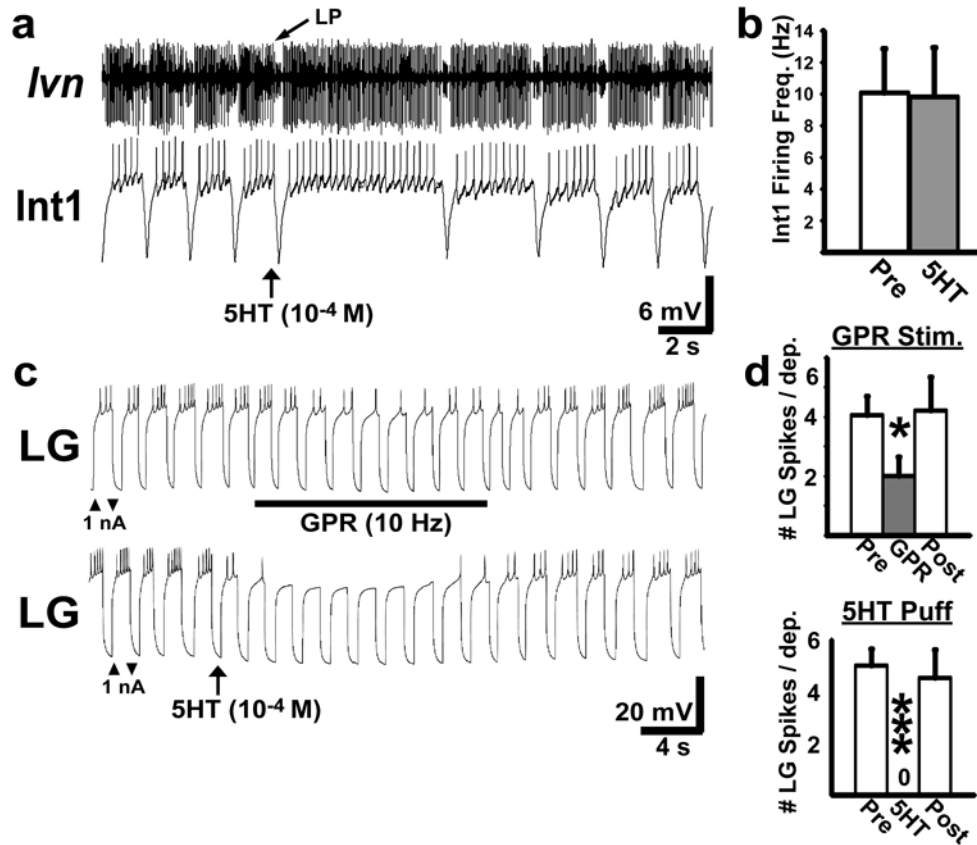 a
LP
lvn
Int1
5HT (10-4 M)
6 mV
2 s
b
Int1 Firing Freq. (Hz)
14
12
10
8
6
4
2
Pre
5HT
c
LG
1 nA
GPR (10 Hz)
LG
1 nA
5HT (10-4 M)
20 mV
4 s
d
GPR Stim.
# LG Spikes / dep.
6
4
2
*
Pre
GPR
Post
5HT Puff
# LG Spikes / dep.
6
4
2
***
0
Pre
5HT
Post